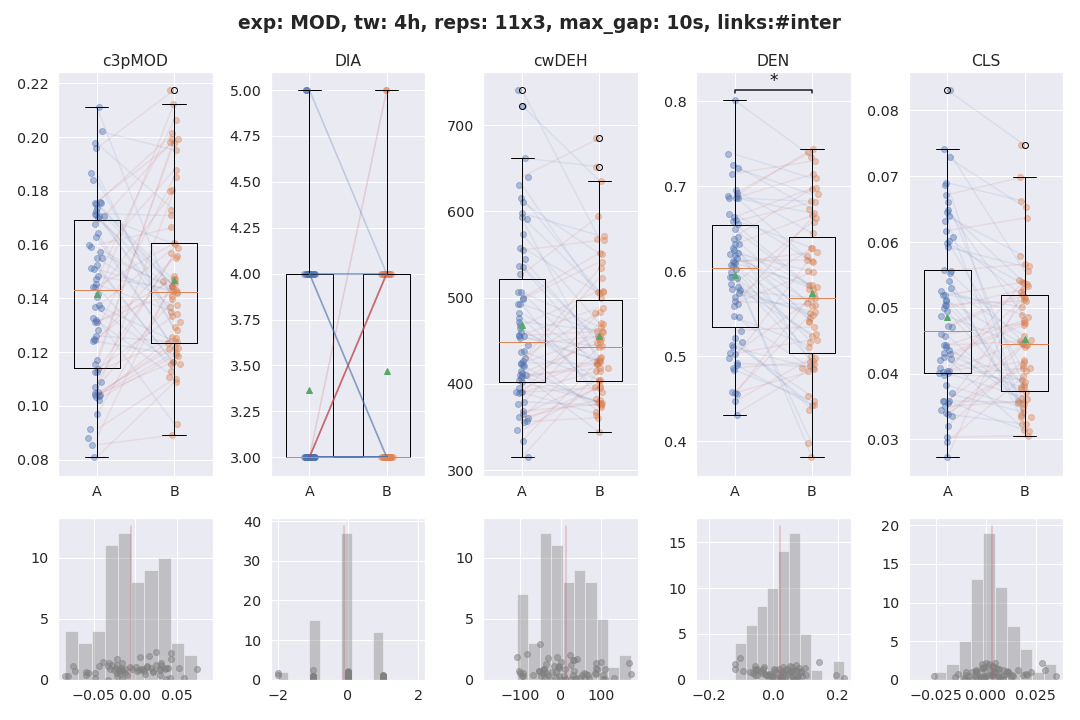 exp: MOD, tw: 4h, reps: 11x3, max_gap: 10s, links:#inter
c3pMOD DIA cwDEH DEN CLS
*
0.22 0.20 0.18 0.16 0.14 0.12 0.10 0.08
A B
5.00 4.75 4.50 4.25 4.00 3.75 3.50 3.25 3.00
A B
700 600 500 400 300
A B
0.8 0.7 0.6 0.5 0.4
A B
0.08 0.07 0.06 0.05 0.04 0.03
A B
10 5 0
−0.05 0.00 0.05
40 30 20 10 0
−2 0 2
10 5 0
−100 0 100
15 10 5 0
−0.2 0.0 0.2
20 15 10 5 0
−0.025 0.000 0.025